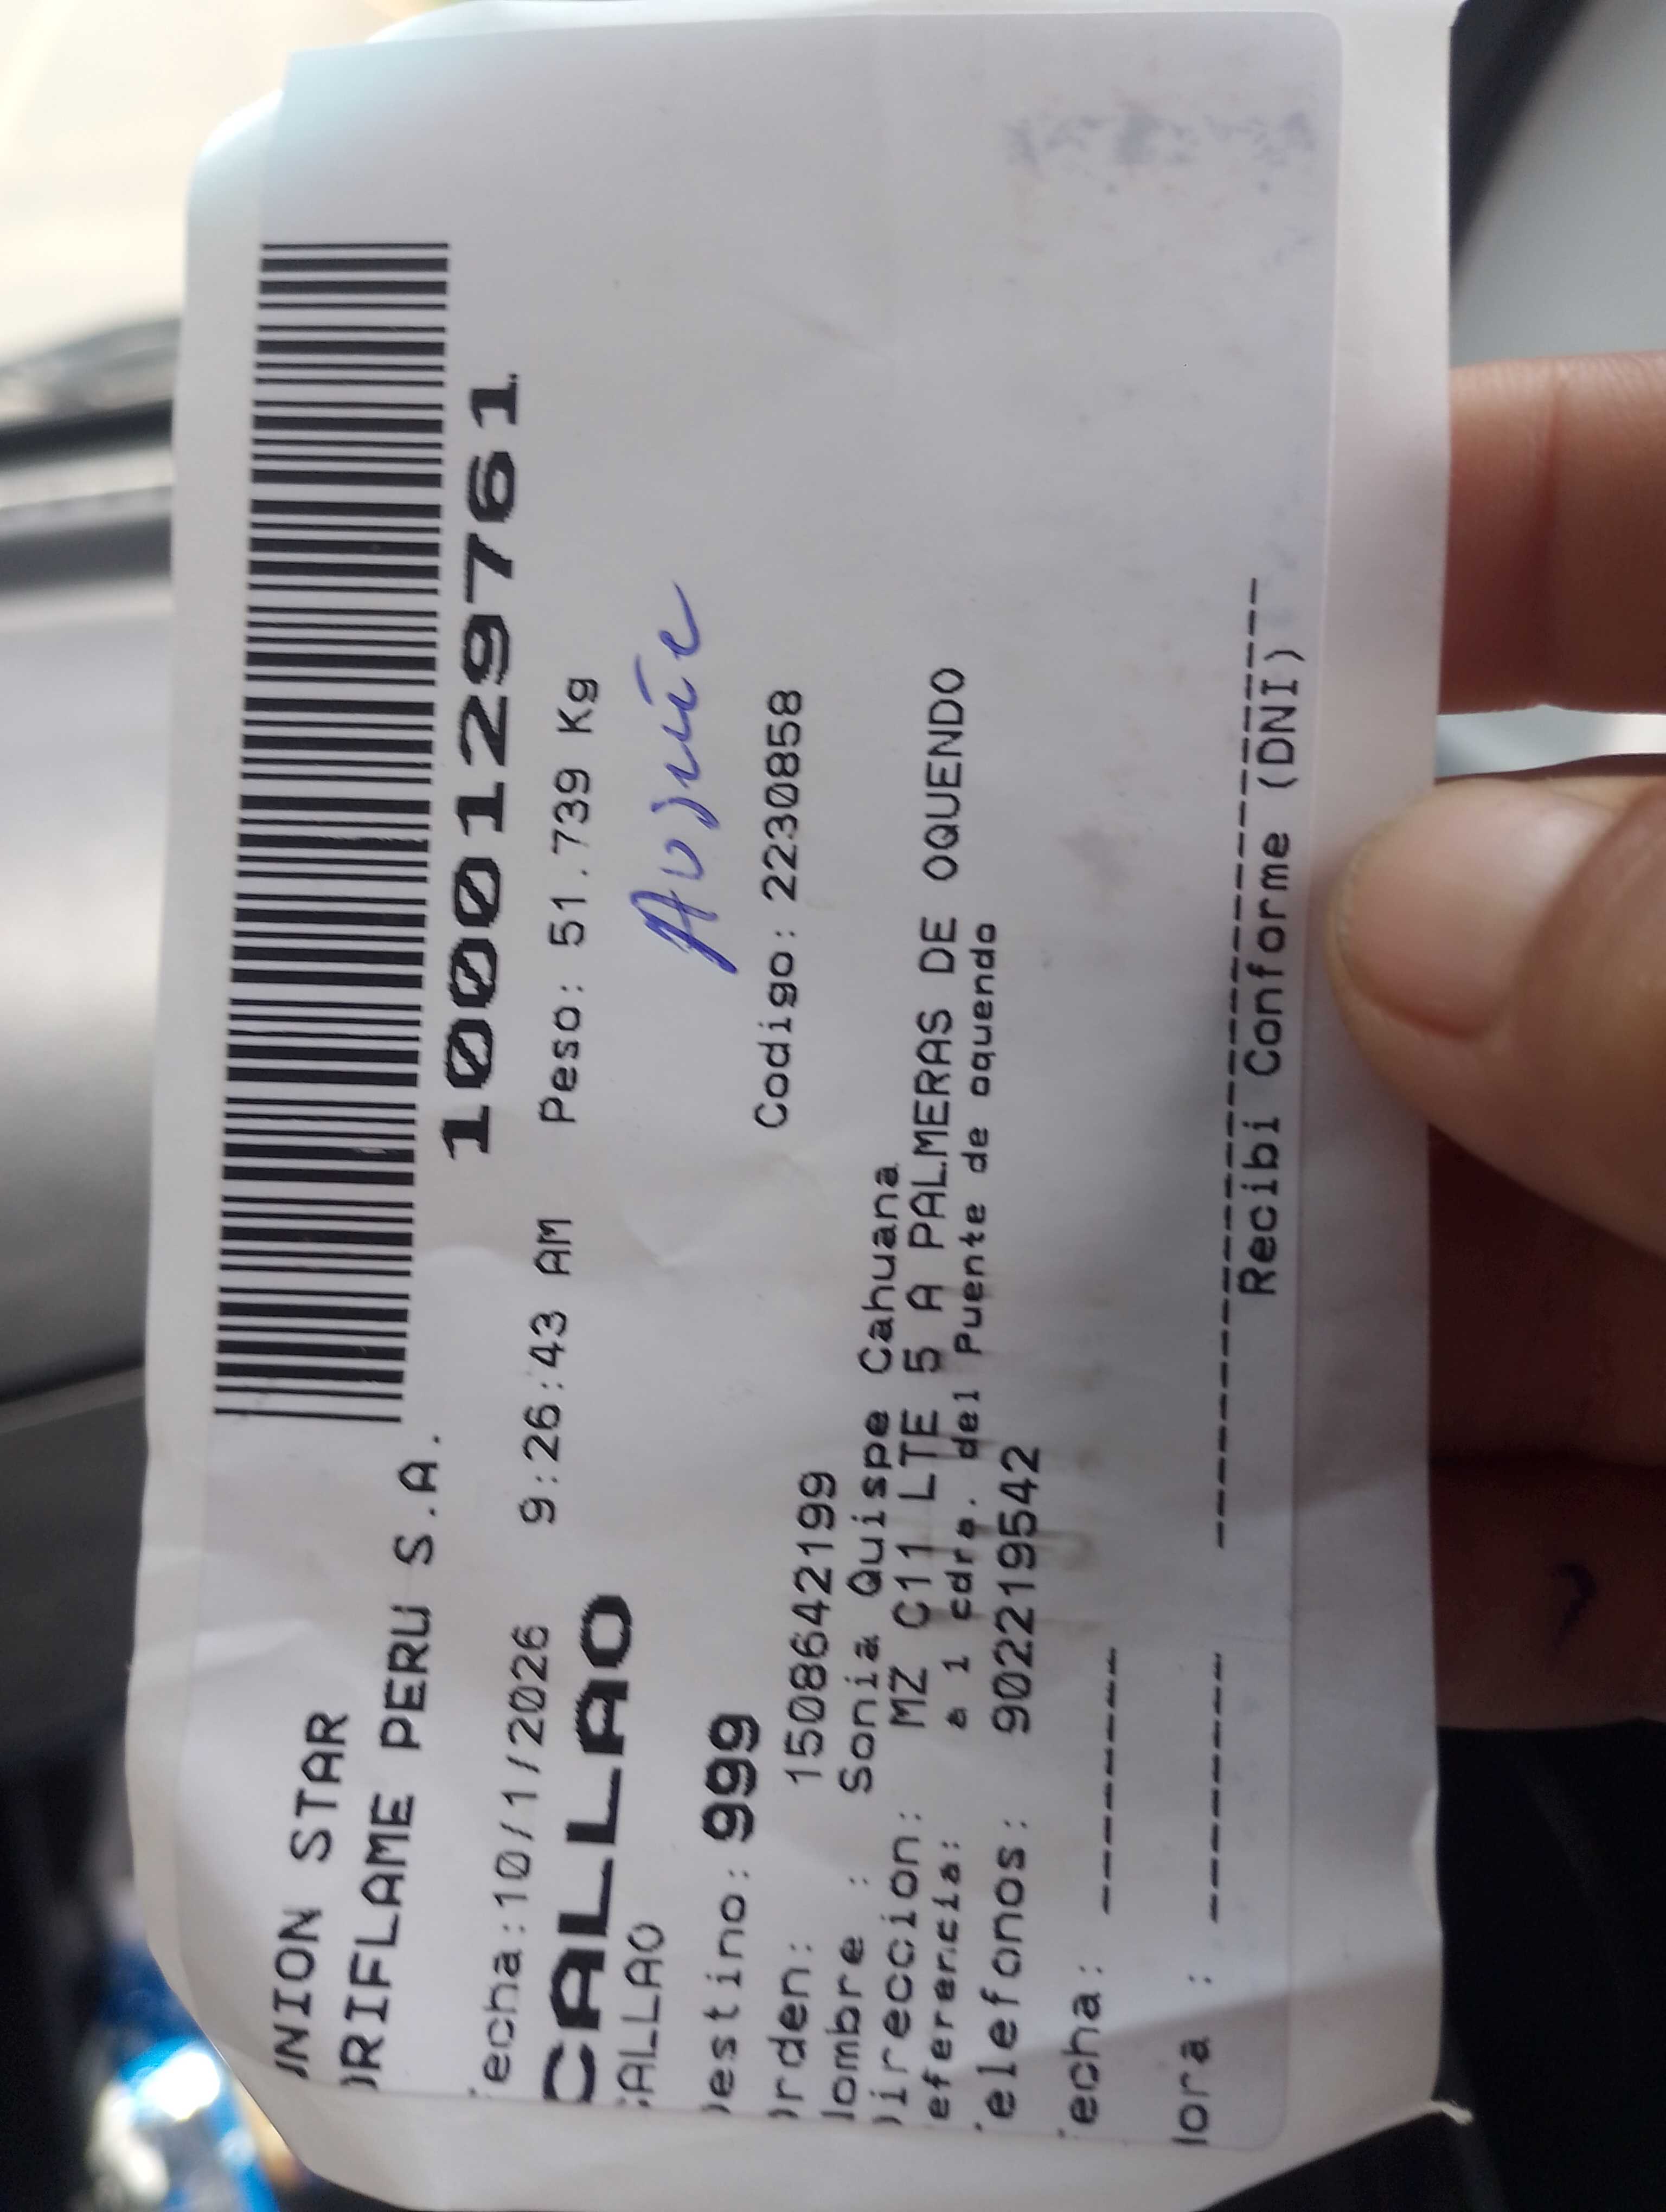 UNION STAR
ORIFLAME PERU S.A.
1000129761
Fecha:10/1/2026 9:26:43 AM Peso: 51.739 Kg
CALLAO
CALLAO
Destino: 999
Codigo: 2230858
Orden: 1508642199
Nombre : Sonia Quispe Cahuana
Direccion: MZ C11 LTE 5 A PALMERAS DE OQUENDO
Referencia: a 1 cdra. del Puente de oquendo
Telefonos: 902219542
Fecha: ----------
Hora : ----------
Recibi Conforme (DNI)